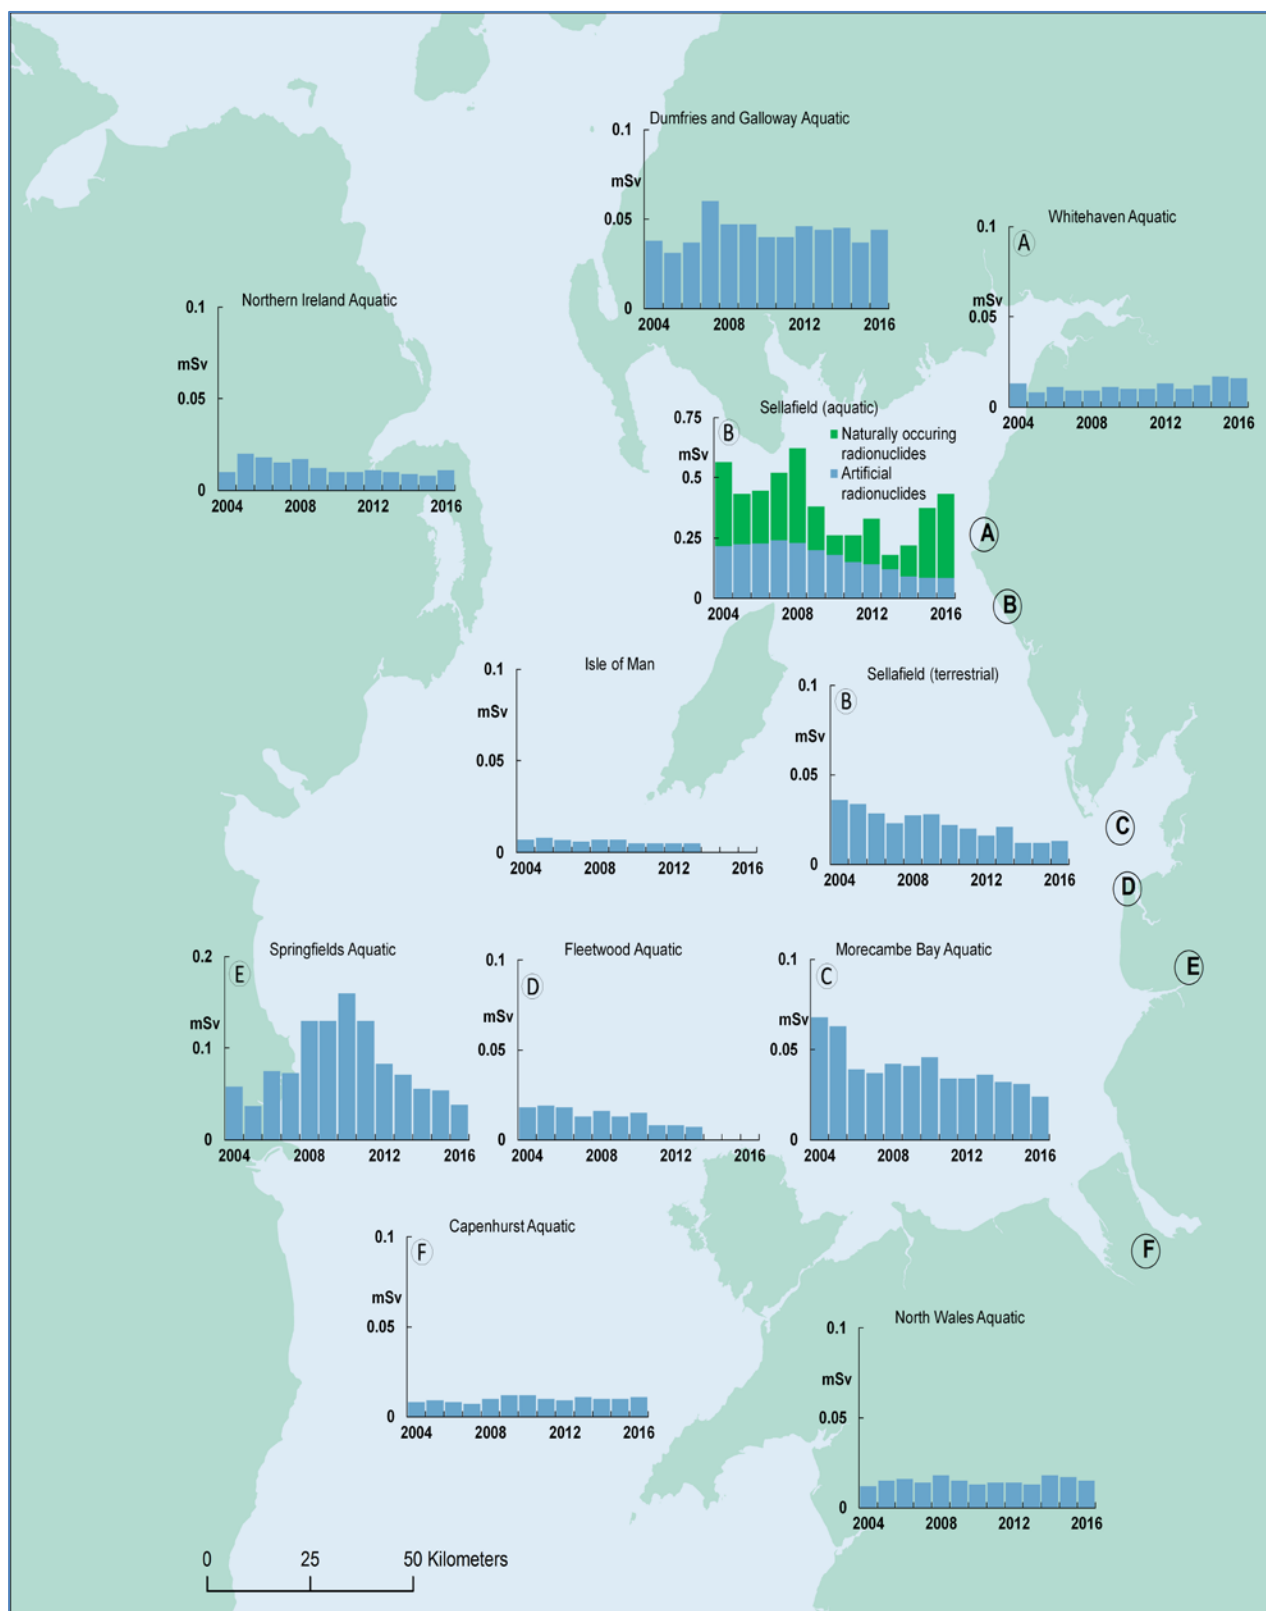 Dumfries and Galloway Aquatic
0.1
mSv
0.05
0
2004 2008 2012 2016
Whitehaven Aquatic
0.1
A
mSv
0.05
0
2004 2008 2012 2016
Northern Ireland Aquatic
0.1
mSv
0.05
0
2004 2008 2012 2016
Sellafield (aquatic)
0.75
B
mSv
0.5
0.25
0
Naturally occuring
radionuclides
Artificial
radionuclides
2004 2008 2012 2016
A
B
Isle of Man
0.1
mSv
0.05
0
2004 2008 2012 2016
Sellafield (terrestrial)
0.1
B
mSv
0.05
0
2004 2008 2012 2016
C
D
Springfields Aquatic
0.2
E
mSv
0.1
0
2004 2008 2012 2016
Fleetwood Aquatic
0.1
D
mSv
0.05
0
2004 2008 2012 2016
Morecambe Bay Aquatic
0.1
C
mSv
0.05
0
2004 2008 2012 2016
E
Capenhurst Aquatic
0.1
F
mSv
0.05
0
2004 2008 2012 2016
F
North Wales Aquatic
0.1
mSv
0.05
0
2004 2008 2012 2016
0 25 50 Kilometers